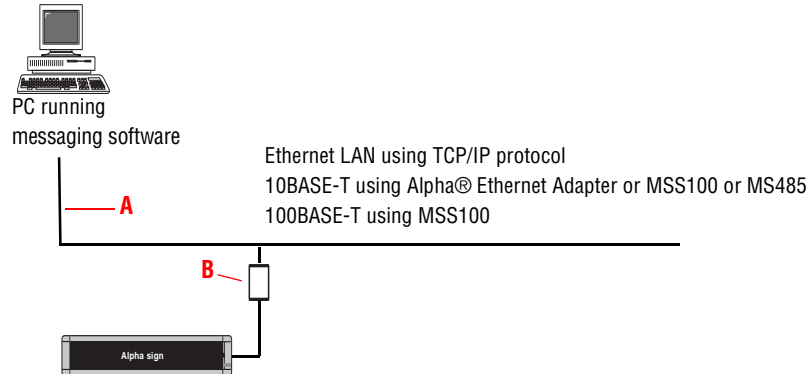 PC running
messaging software
Ethernet LAN using TCP/IP protocol
10BASE-T using Alpha® Ethernet Adapter or MSS100 or MS485
100BASE-T using MSS100
A
B
Alpha sign